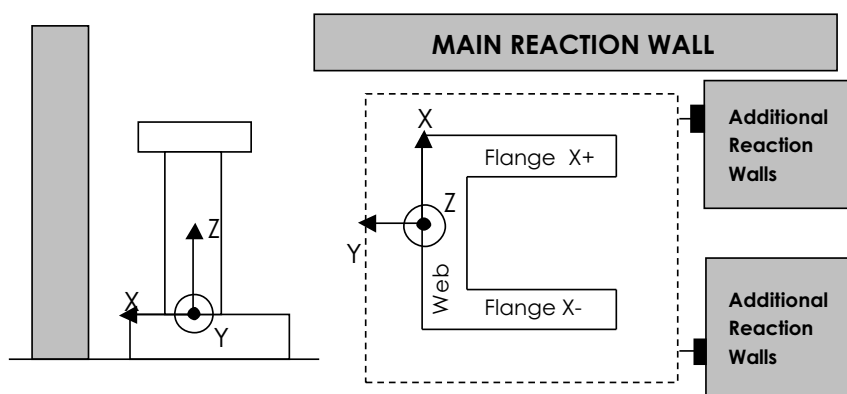 MAIN REACTION WALL
X
Additional
Reaction
Walls
Flange X+
Z
Z
Y
X
Web
Y
Flange X-
Additional
Reaction
Walls